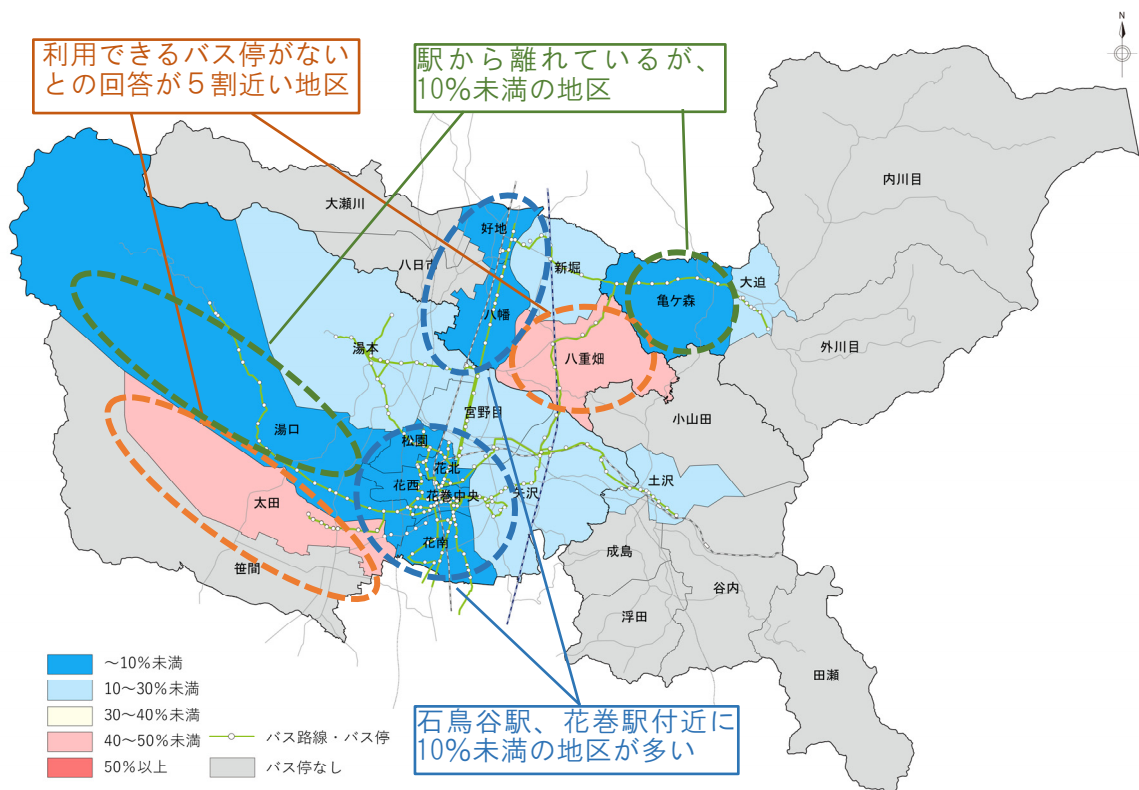 N
利用できるバス停がない
との回答が５割近い地区
駅から離れているが、
10%未満の地区
内川目
大瀬川
好地
八日市
新堀
大迫
亀ケ森
八幡
外川目
湯本
八重畑
宮野目
小山田
湯口
松園
花北
土沢
花西
花巻中央
矢沢
太田
花南
成島
笹間
谷内
浮田
田瀬
～10%未満
10～30%未満
30～40%未満
40～50%未満
バス路線・バス停
50%以上
バス停なし
石鳥谷駅、花巻駅付近に
10%未満の地区が多い